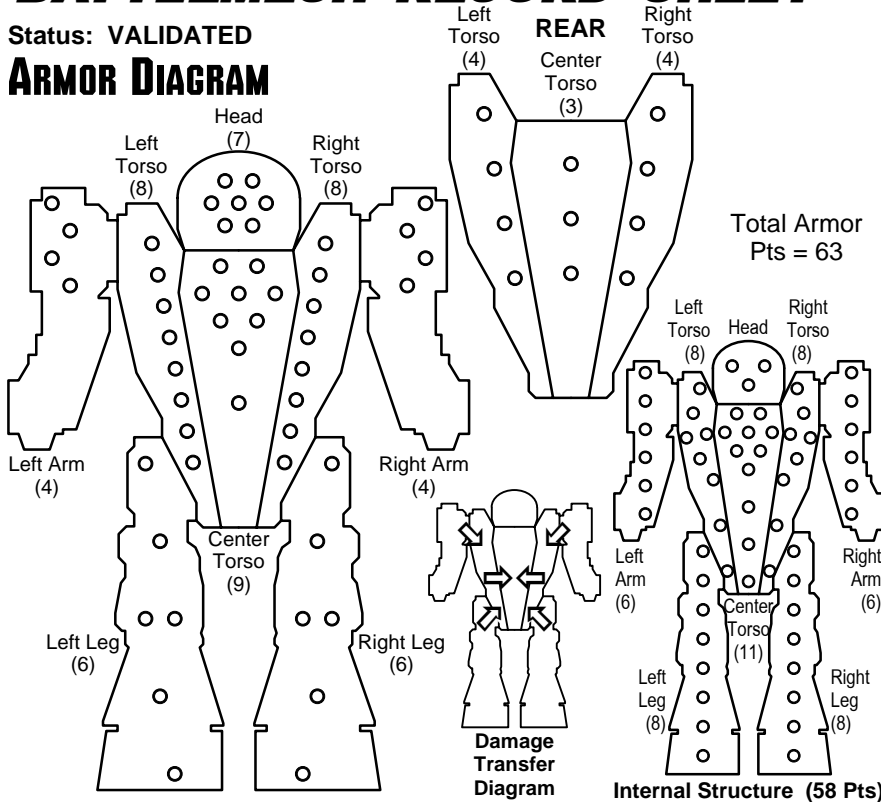 BATTLEMECH RECORD SHEET
Status: VALIDATED
ARMOR DIAGRAM
Head
(7)
Left
Torso
(8)
Right
Torso
(8)
Left Arm
(4)
Right Arm
(4)
Center
Torso
(9)
Left Leg
(6)
Right Leg
(6)
REAR
Left
Torso
(4)
Center
Torso
(3)
Right
Torso
(4)
Total Armor
Pts = 63
Left
Torso
(8)
Head
Right
Torso
(8)
Left
Arm
(6)
Right
Arm
(6)
Center
Torso
(11)
Left
Leg
(8)
Right
Leg
(8)
Damage
Transfer
Diagram
Internal Structure (58 Pts)